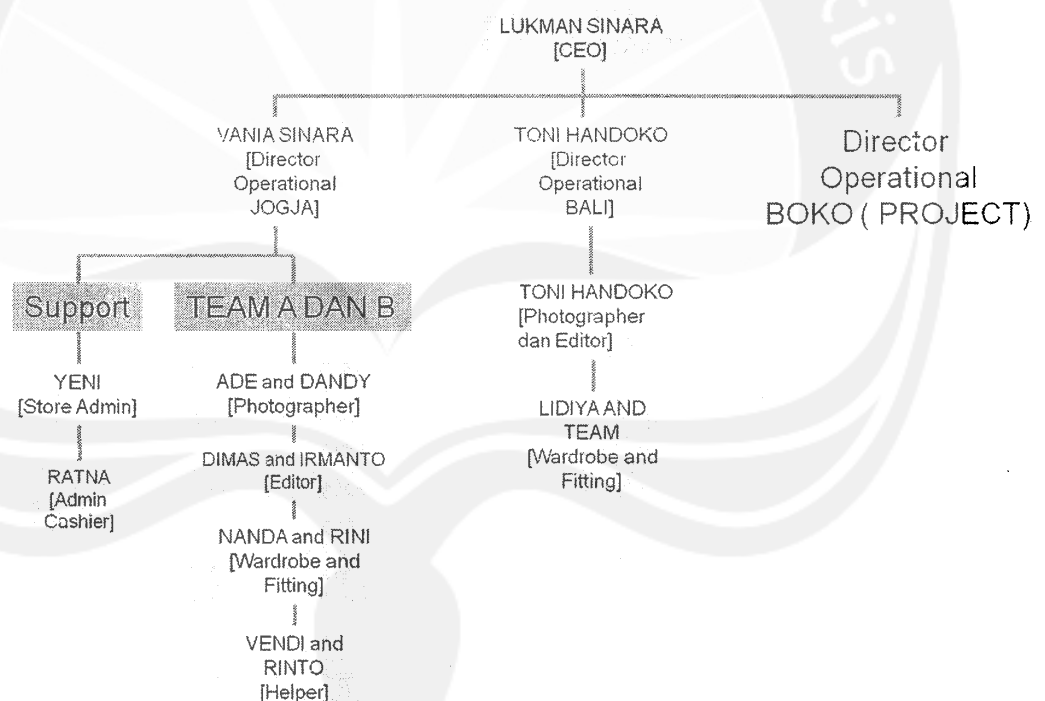 cis
LUKMAN SINARA
[CEO]
VANIA SINARA
[Director
Operational
JOGJA]
TONI HANDOKO
[Director
Operational
BALI]
Director
Operational
BOKO ( PROJECT)
Support
YENI
[Store Admin]
RATNA
[Admin
Cashier]
TEAM A DAN B
ADE and DANDY
[Photographer]
DIMAS and IRMANTO
[Editor]
NANDA and RINI
[Wardrobe and
Fitting]
VENDI and
RINTO
[Helper]
TONI HANDOKO
[Photographer
dan Editor]
LIDIYA AND
TEAM
[Wardrobe and
Fitting]